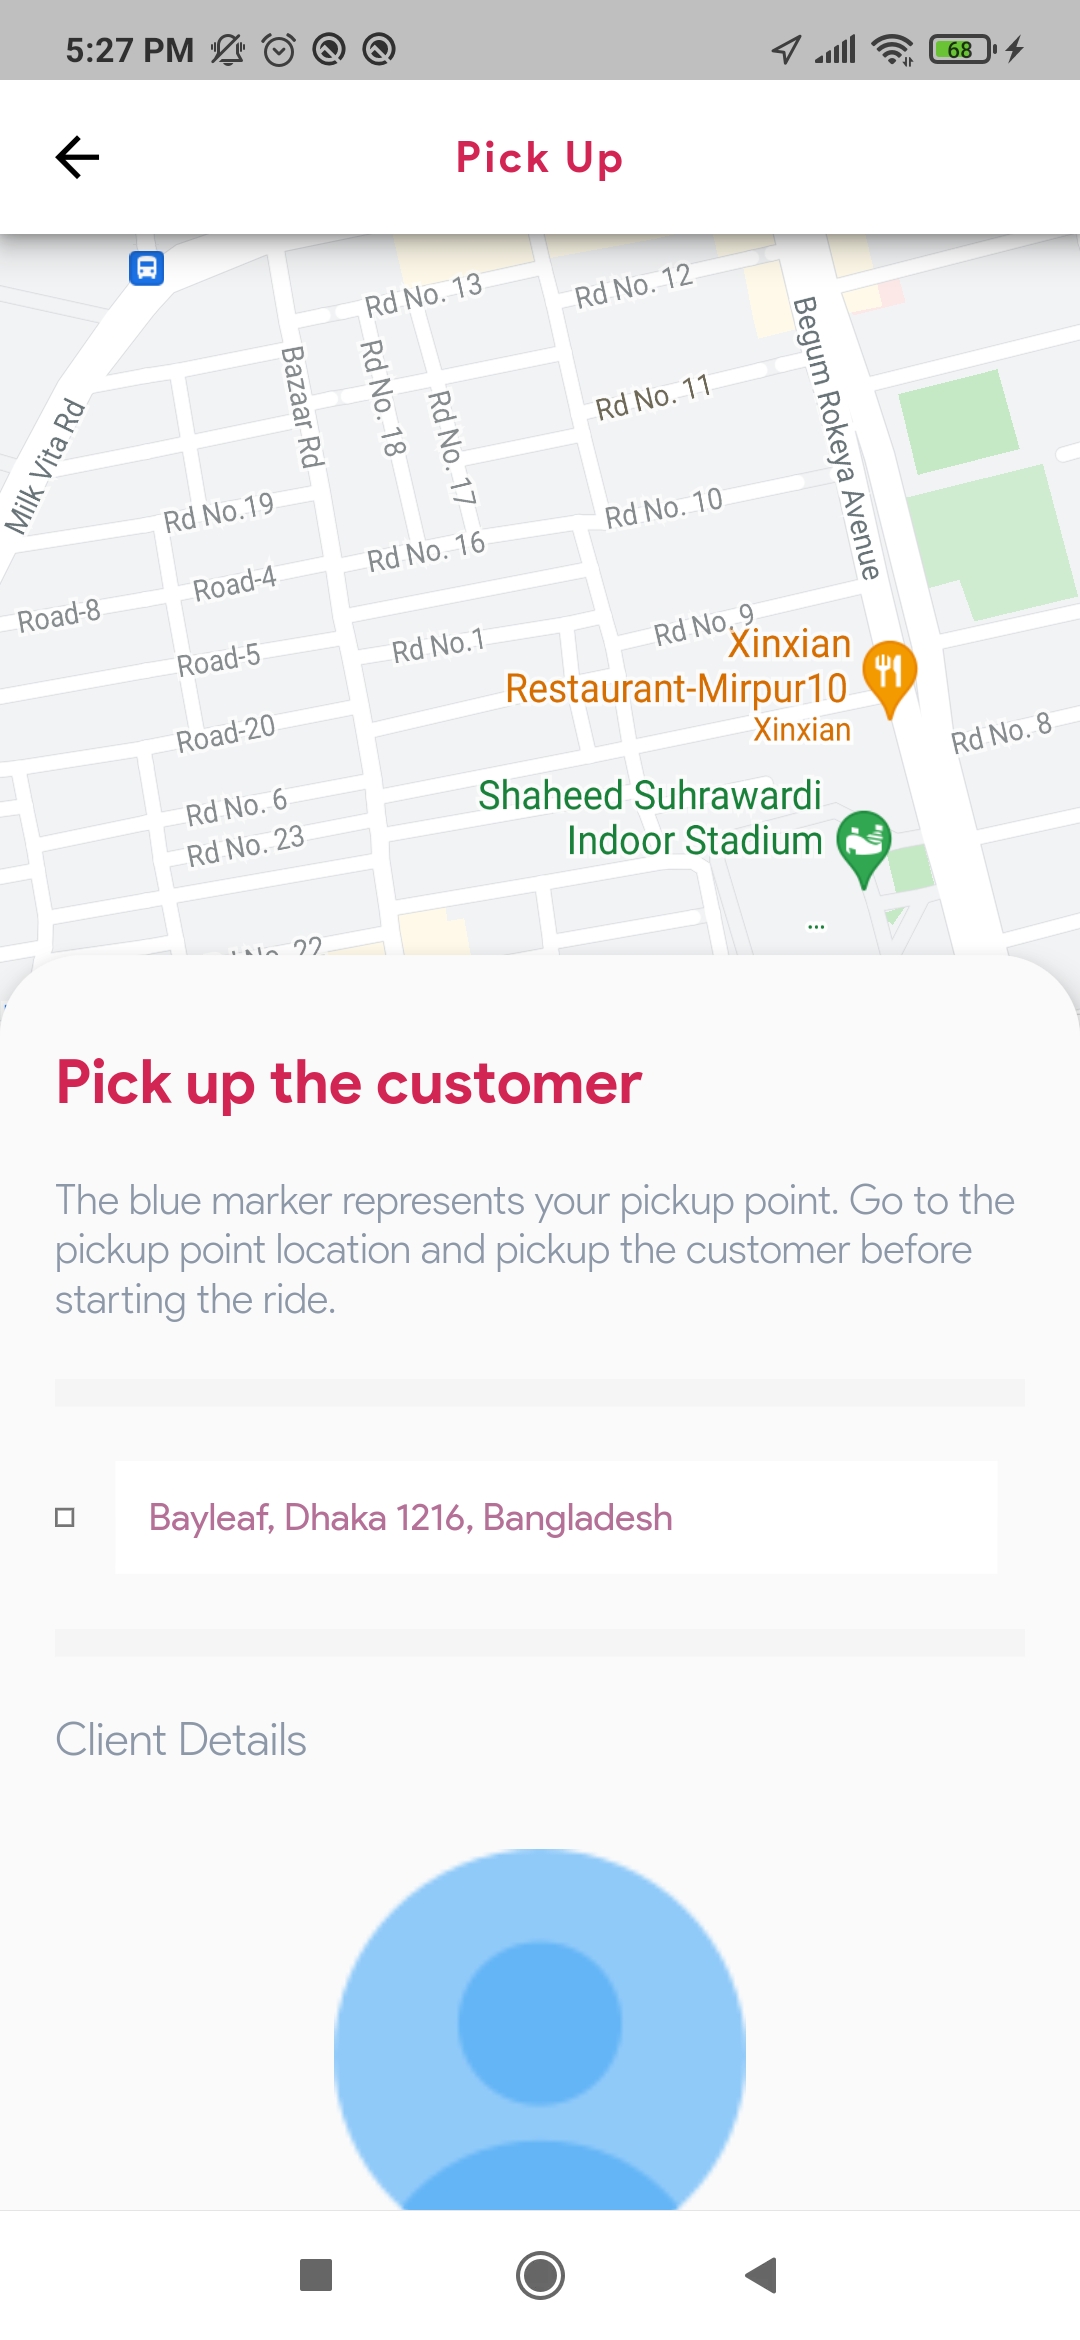 5:27 PM
68
Pick Up
Rd No. 13
Rd No. 12
Begum Rokeya Avenue
Bazaar Rd
Rd No. 18
Rd No. 17
Rd No. 11
Milk Vita Rd
Rd No.19
Rd No. 10
Rd No. 16
Road-4
Road-8
Rd No. 9
Rd No.1
Road-5
Xinxian
Restaurant-Mirpur10
Xinxian
Road-20
Rd No. 8
Rd No. 6
Shaheed Suhrawardi
Indoor Stadium
Rd No. 23
...
No. 22
Pick up the customer
The blue marker represents your pickup point. Go to the
pickup point location and pickup the customer before
starting the ride.
Bayleaf, Dhaka 1216, Bangladesh
Client Details